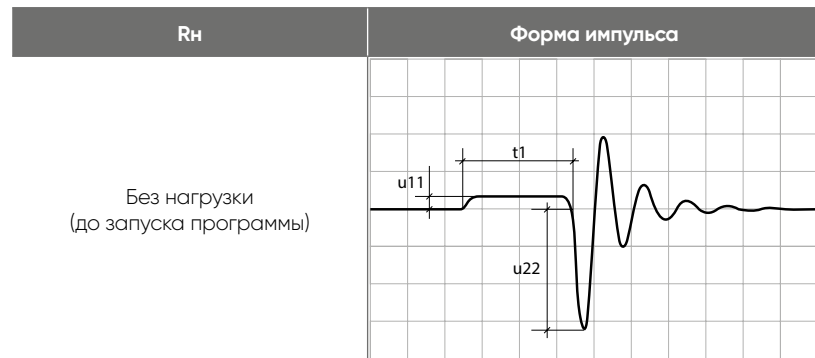 Rн
Форма импульса
t1
u11
Без нагрузки
(до запуска программы)
u22